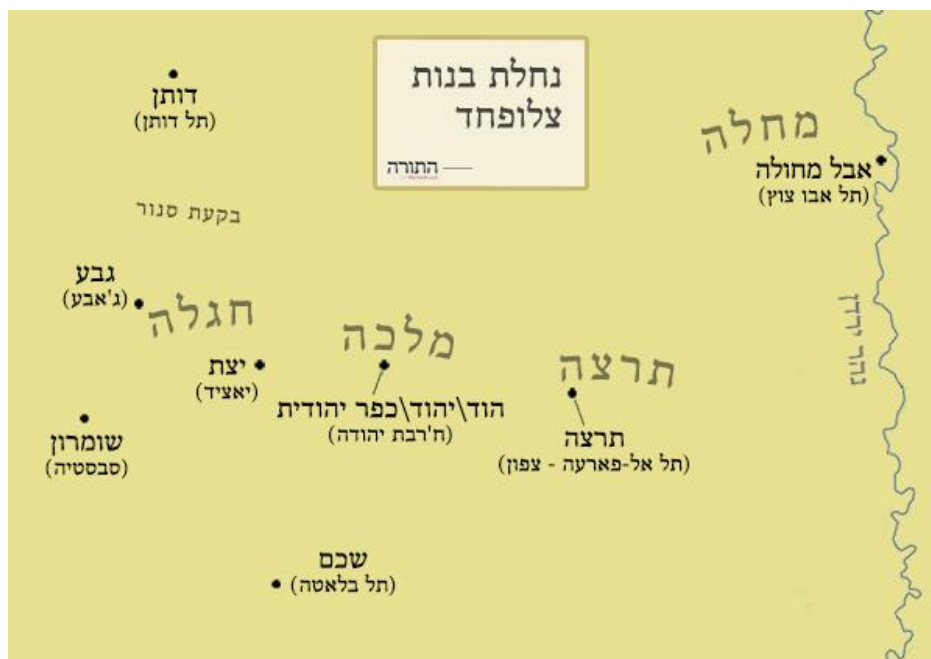 נחלת בנות
צלופחד
התורה
דותן
(תל דותן)
מחלה
אבל מחולה
(תל אבו צוץ)
בקעת סנור
גבע
(ג'אבע)
חגלה
מלכה
תרצה
נהר ירדן
יצת
(יאציד)
הוד\יהוד\כפר יהודית
(ח'רבת יהודה)
תרצה
(תל אל-פארעה - צפון)
שומרון
(סבסטיה)
שכם
(תל בלאטה)